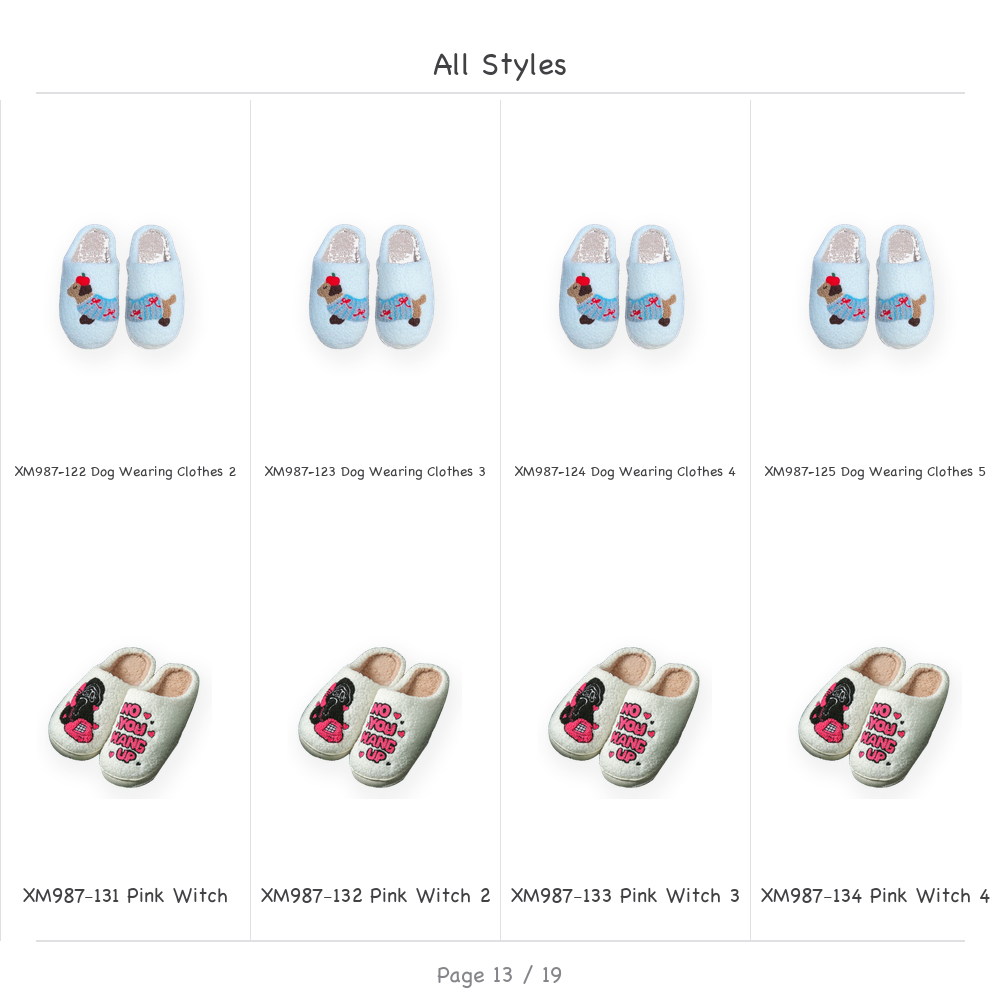 All Styles
XM987-122 Dog Wearing Clothes 2
XM987-123 Dog Wearing Clothes 3
XM987-124 Dog Wearing Clothes 4
XM987-125 Dog Wearing Clothes 5
NO
YOU
HANG
UP
NO
YOU
HANG
UP
NO
YOU
HANG
UP
NO
YOU
HANG
UP
XM987-131 Pink Witch
XM987-132 Pink Witch 2
XM987-133 Pink Witch 3
XM987-134 Pink Witch 4
Page 13 / 19